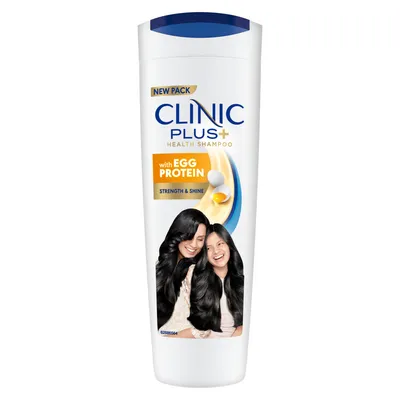 NEW PACK
CLINIC
PLUS+
HEALTH SHAMPOO
with EGG
PROTEIN
STRENGTH & SHINE